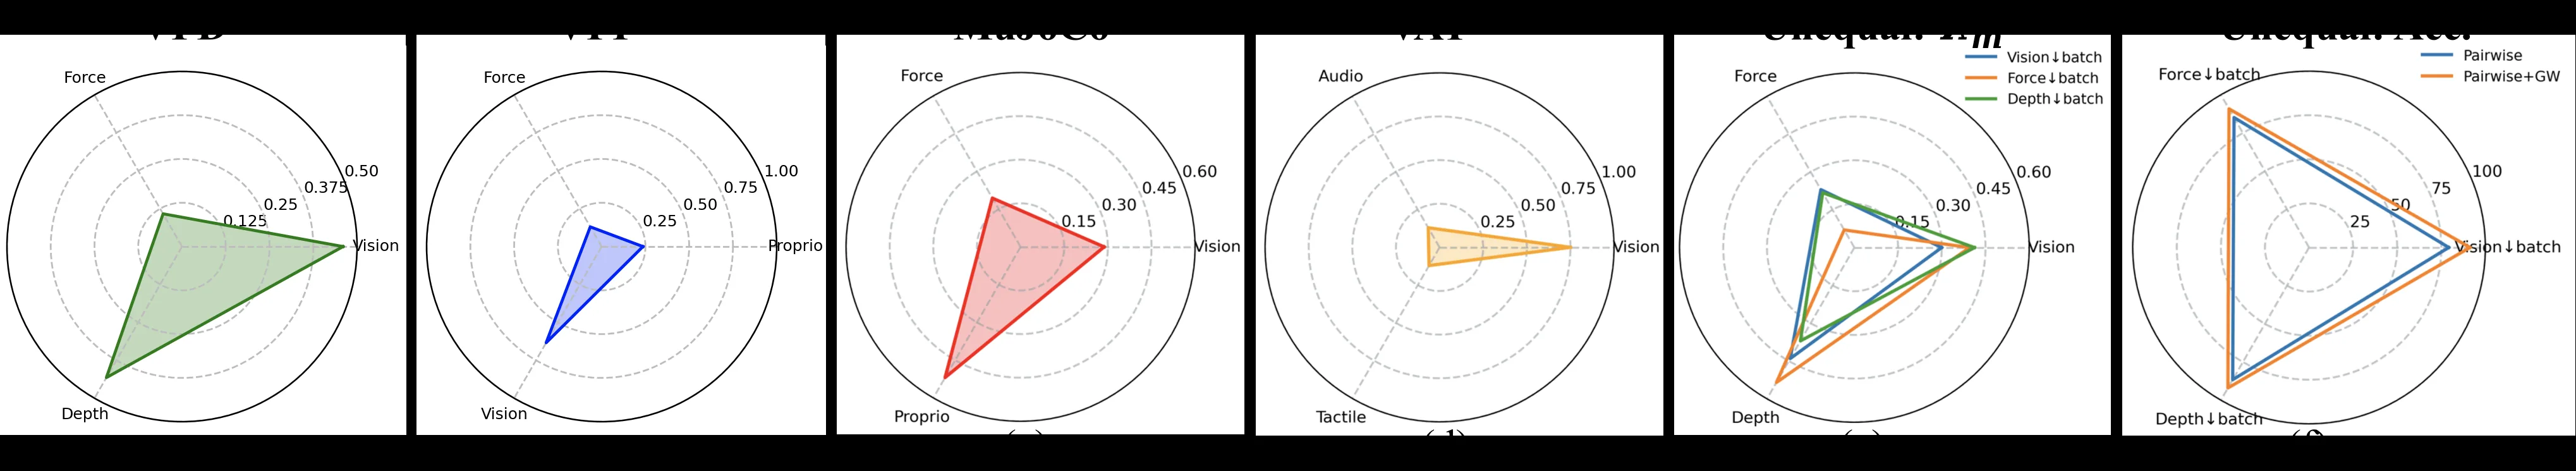 Force
0.50
0.375
0.25
0.125
Vision
Depth
Force
1.00
0.75
0.50
0.25
Proprio
Vision
Force
0.60
0.45
0.30
0.15
Vision
Proprio
Audio
1.00
0.75
0.50
0.25
Vision
Tactile
Vision↓batch
Force↓batch
Depth↓batch
Force
0.60
0.45
0.30
0.15
Vision
Depth
Pairwise
Pairwise+GW
Force↓batch
100
75
50
25
Vision↓batch
Depth↓batch